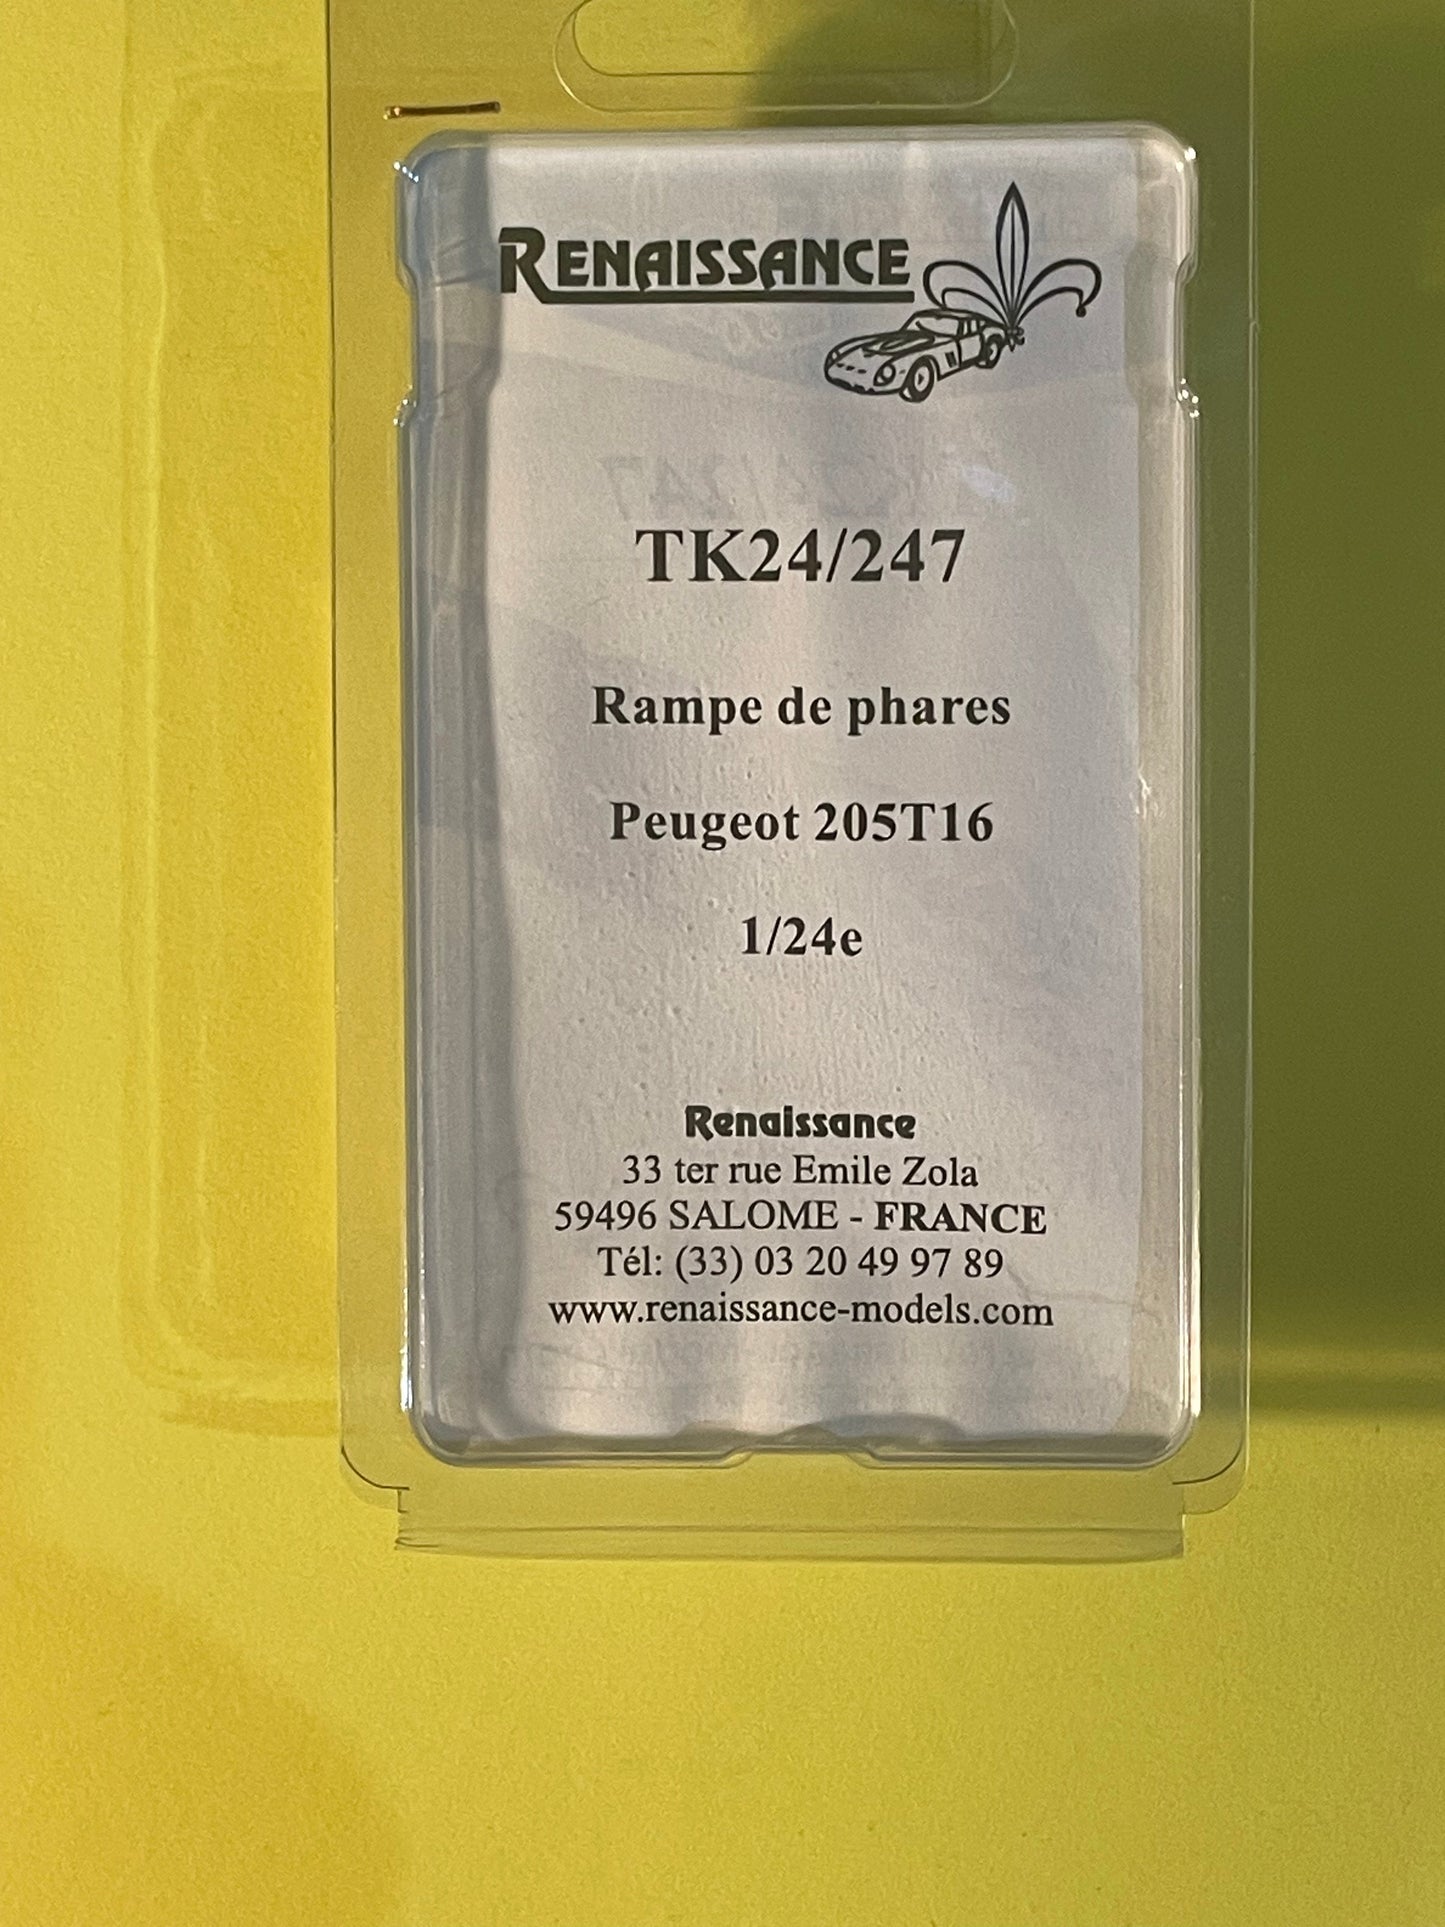 RENAISSANCE
TK24/247
Rampe de phares
Peugeot 205T16
1/24e
Renaissance
33 ter rue Emile Zola
59496 SALOME - FRANCE
Tél: (33) 03 20 49 97 89
www.renaissance-models.com